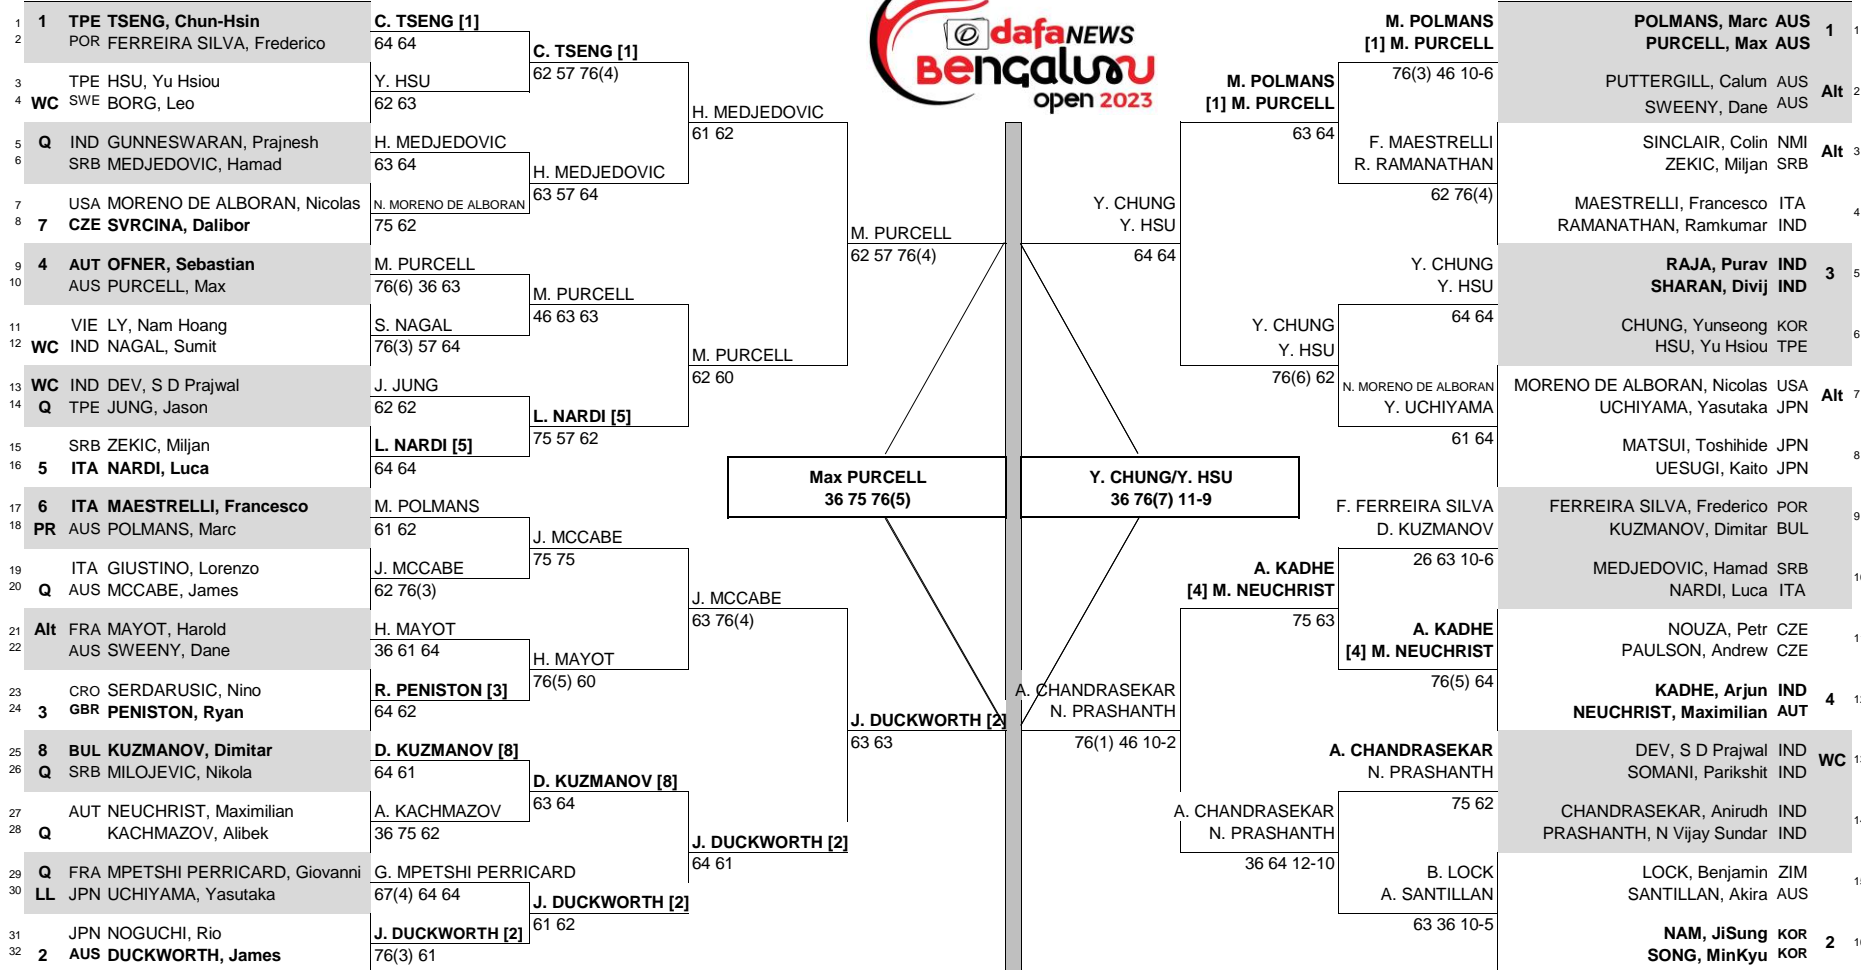 dafaNEWS
BengaLuRu
open 2023
1 1 TPE TSENG, Chun-Hsin
2 POR FERREIRA SILVA, Frederico
3 TPE HSU, Yu Hsiou
4 WC SWE BORG, Leo
5 Q IND GUNNESWARAN, Prajnesh
6 SRB MEDJEDOVIC, Hamad
7 USA MORENO DE ALBORAN, Nicolas
8 7 CZE SVRCINA, Dalibor
9 4 AUT OFNER, Sebastian
10 AUS PURCELL, Max
11 VIE LY, Nam Hoang
12 WC IND NAGAL, Sumit
13 WC IND DEV, S D Prajwal
14 Q TPE JUNG, Jason
15 SRB ZEKIC, Miljan
16 5 ITA NARDI, Luca
17 6 ITA MAESTRELLI, Francesco
18 PR AUS POLMANS, Marc
19 ITA GIUSTINO, Lorenzo
20 Q AUS MCCABE, James
21 Alt FRA MAYOT, Harold
22 AUS SWEENY, Dane
23 CRO SERDARUSIC, Nino
24 3 GBR PENISTON, Ryan
25 8 BUL KUZMANOV, Dimitar
26 Q SRB MILOJEVIC, Nikola
27 AUT NEUCHRIST, Maximilian
28 Q KACHMAZOV, Alibek
29 Q FRA MPETSHI PERRICARD, Giovanni
30 LL JPN UCHIYAMA, Yasutaka
31 JPN NOGUCHI, Rio
32 2 AUS DUCKWORTH, James
C. TSENG [1]
64 64
Y. HSU
62 63
H. MEDJEDOVIC
63 64
N. MORENO DE ALBORAN
75 62
M. PURCELL
76(6) 36 63
S. NAGAL
76(3) 57 64
J. JUNG
62 62
L. NARDI [5]
64 64
M. POLMANS
61 62
J. MCCABE
62 76(3)
H. MAYOT
36 61 64
R. PENISTON [3]
64 62
D. KUZMANOV [8]
64 61
A. KACHMAZOV
36 75 62
G. MPETSHI PERRICARD
67(4) 64 64
J. DUCKWORTH [2]
76(3) 61
C. TSENG [1]
62 57 76(4)
H. MEDJEDOVIC
63 57 64
M. PURCELL
46 63 63
L. NARDI [5]
75 57 62
J. MCCABE
75 75
H. MAYOT
76(5) 60
D. KUZMANOV [8]
63 64
J. DUCKWORTH [2]
61 62
H. MEDJEDOVIC
61 62
M. PURCELL
62 60
J. MCCABE
63 76(4)
J. DUCKWORTH [2]
64 61
M. PURCELL
62 57 76(4)
J. DUCKWORTH [2]
63 63
Max PURCELL
36 75 76(5)
Y. CHUNG/Y. HSU
36 76(7) 11-9
Y. CHUNG
Y. HSU
64 64
A. CHANDRASEKAR
N. PRASHANTH
76(1) 46 10-2
M. POLMANS
[1] M. PURCELL
63 64
Y. CHUNG
Y. HSU
76(6) 62
A. KADHE
[4] M. NEUCHRIST
75 63
A. CHANDRASEKAR
N. PRASHANTH
36 64 12-10
M. POLMANS
[1] M. PURCELL
76(3) 46 10-6
F. MAESTRELLI
R. RAMANATHAN
62 76(4)
Y. CHUNG
Y. HSU
64 64
N. MORENO DE ALBORAN
Y. UCHIYAMA
61 64
F. FERREIRA SILVA
D. KUZMANOV
26 63 10-6
A. KADHE
[4] M. NEUCHRIST
76(5) 64
A. CHANDRASEKAR
N. PRASHANTH
75 62
B. LOCK
A. SANTILLAN
63 36 10-5
POLMANS, Marc AUS
PURCELL, Max AUS
1 1
PUTTERGILL, Calum AUS
SWEENY, Dane AUS
Alt 2
SINCLAIR, Colin NMI
ZEKIC, Miljan SRB
Alt 3
MAESTRELLI, Francesco ITA
RAMANATHAN, Ramkumar IND
4
RAJA, Purav IND
SHARAN, Divij IND
3 5
CHUNG, Yunseong KOR
HSU, Yu Hsiou TPE
6
MORENO DE ALBORAN, Nicolas USA
UCHIYAMA, Yasutaka JPN
Alt 7
MATSUI, Toshihide JPN
UESUGI, Kaito JPN
8
FERREIRA SILVA, Frederico POR
KUZMANOV, Dimitar BUL
9
MEDJEDOVIC, Hamad SRB
NARDI, Luca ITA
NOUZA, Petr CZE
PAULSON, Andrew CZE
KADHE, Arjun IND
NEUCHRIST, Maximilian AUT
4
DEV, S D Prajwal IND
SOMANI, Parikshit IND
WC
CHANDRASEKAR, Anirudh IND
PRASHANTH, N Vijay Sundar IND
LOCK, Benjamin ZIM
SANTILLAN, Akira AUS
NAM, JiSung KOR
SONG, MinKyu KOR
2